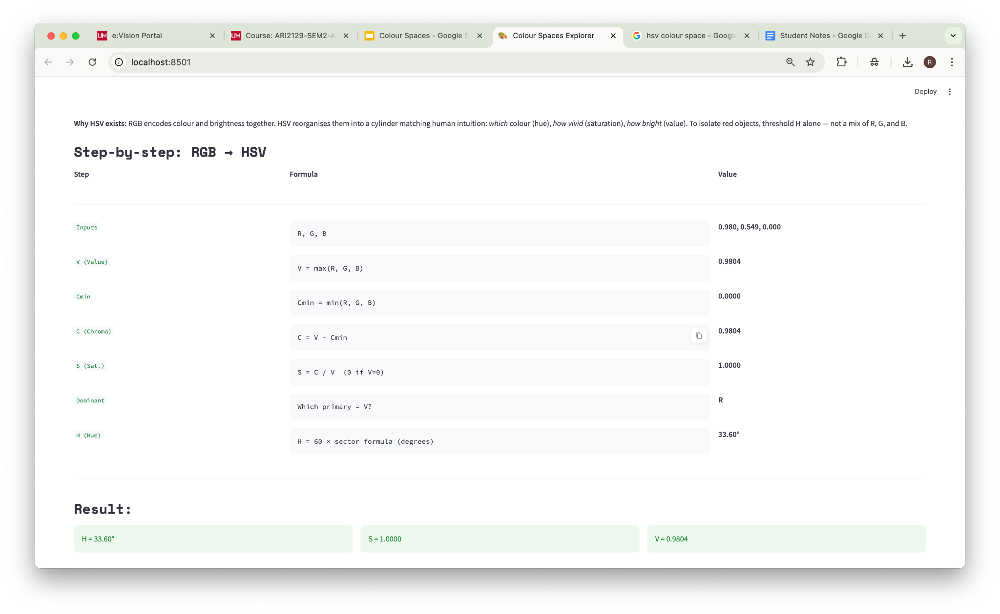 e:Vision Portal
Course: ARI2129-SEM2-A
Colour Spaces - Google S
Colour Spaces Explorer
hsv colour space - Google
Student Notes - Google D
localhost:8501
R
Deploy
Why HSV exists: RGB encodes colour and brightness together. HSV reorganises them into a cylinder matching human intuition: which colour (hue), how vivid (saturation), how bright (value). To isolate red objects, threshold H alone — not a mix of R, G, and B.
Step-by-step: RGB → HSV
Step Formula Value
Inputs R, G, B 0.980, 0.549, 0.000
V (Value) V = max(R, G, B) 0.9804
Cmin Cmin = min(R, G, B) 0.0000
C (Chroma) C = V − Cmin 0.9804
S (Sat.) S = C / V (0 if V=0) 1.0000
Dominant Which primary = V? R
H (Hue) H = 60 × sector formula (degrees) 33.60°
Result:
H = 33.60° S = 1.0000 V = 0.9804